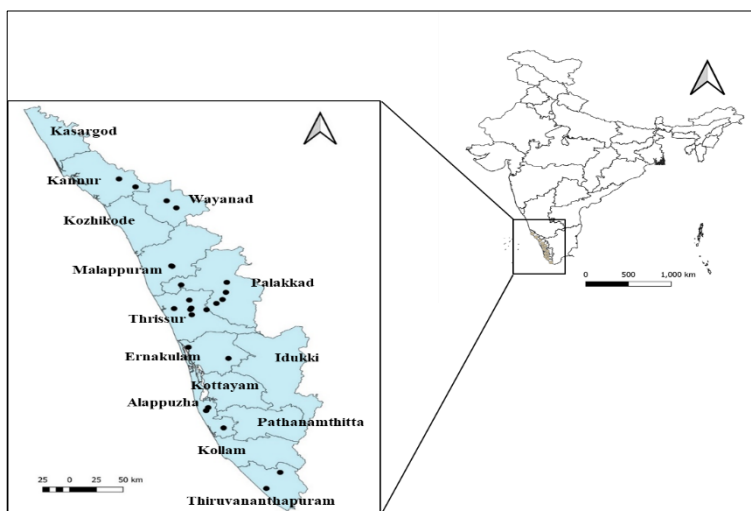 Kasargod
Kannur
Wayanad
Kozhikode
Malappuram
Palakkad
Thrissur
Ernakulam
Idukki
Kottayam
Alappuzha
Pathanamthitta
Kollam
Thiruvananthapuram
25 0 25 50 km
0 500 1,000 km